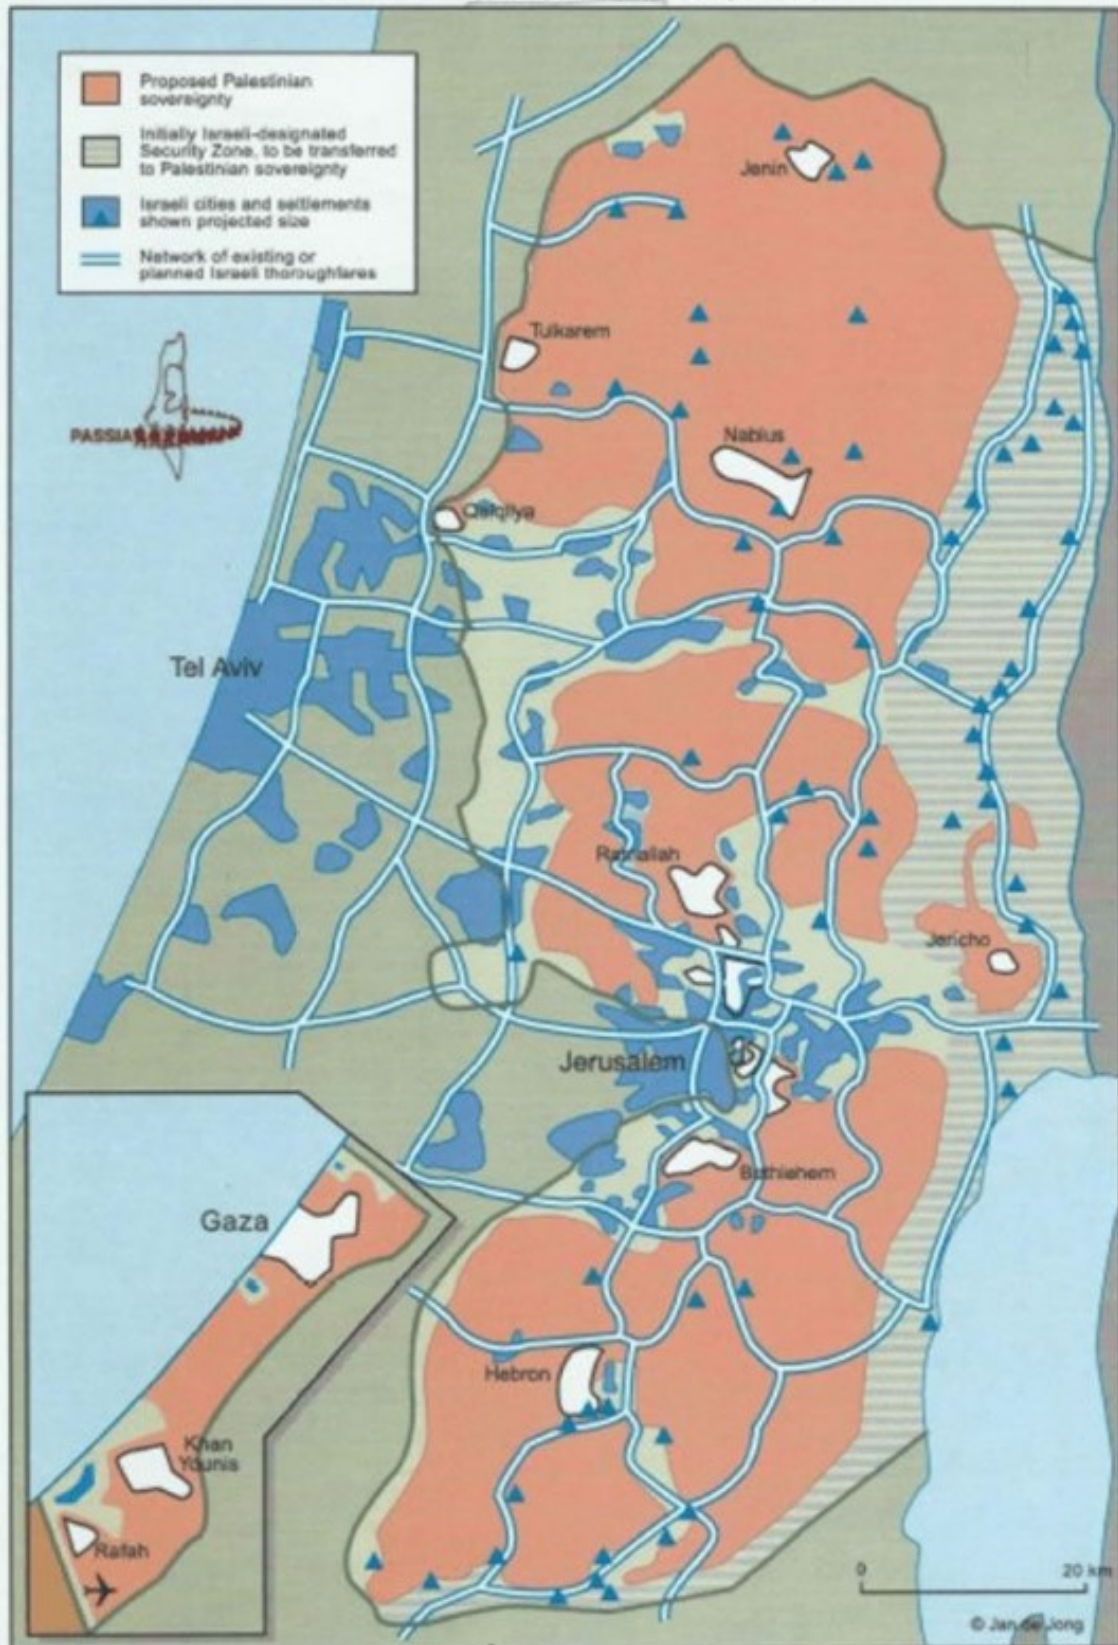 Proposed Palestinian
sovereignty
Initially Israeli-designated
Security Zone, to be transferred
to Palestinian sovereignty
Israeli cities and settlements
shown projected size
Network of existing or
planned Israeli thoroughfares
PASSIA
Jenin
Tulkarem
Nablus
Qalqilya
Tel Aviv
Ramallah
Jericho
Jerusalem
Bethlehem
Gaza
Hebron
Khan
Younis
Rafah
0 20 km
© Jan de Jong